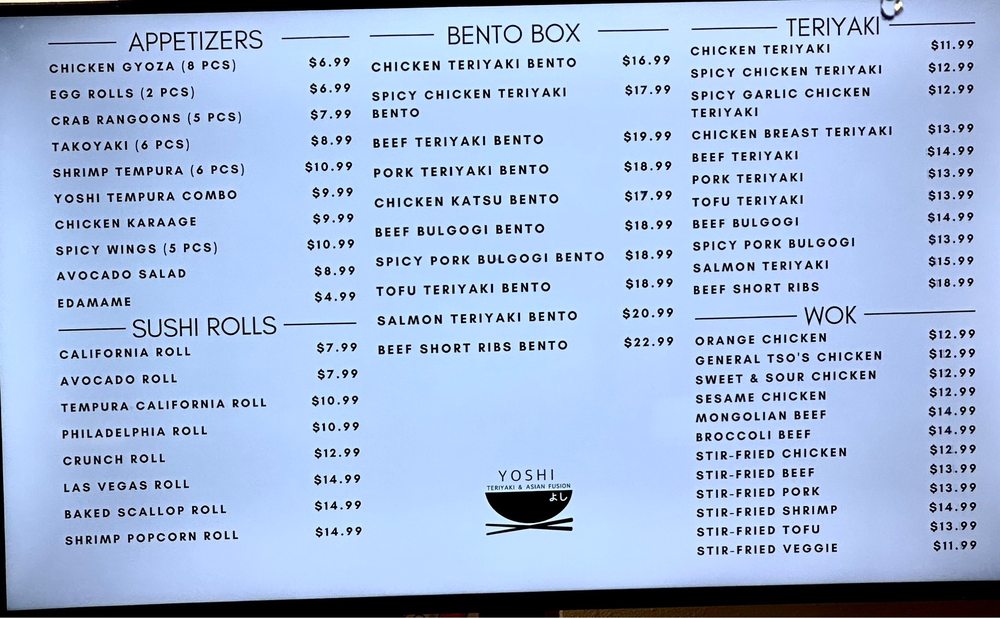 APPETIZERS
CHICKEN GYOZA (8 PCS) $6.99
EGG ROLLS (2 PCS) $6.99
CRAB RANGOONS (5 PCS) $7.99
TAKOYAKI (6 PCS) $8.99
SHRIMP TEMPURA (6 PCS) $10.99
YOSHI TEMPURA COMBO $9.99
CHICKEN KARAAGE $9.99
SPICY WINGS (5 PCS) $10.99
AVOCADO SALAD $8.99
EDAMAME $4.99
SUSHI ROLLS
CALIFORNIA ROLL $7.99
AVOCADO ROLL $7.99
TEMPURA CALIFORNIA ROLL $10.99
PHILADELPHIA ROLL $10.99
CRUNCH ROLL $12.99
LAS VEGAS ROLL $14.99
BAKED SCALLOP ROLL $14.99
SHRIMP POPCORN ROLL $14.99
BENTO BOX
CHICKEN TERIYAKI BENTO $16.99
SPICY CHICKEN TERIYAKI $17.99
BENTO
BEEF TERIYAKI BENTO $19.99
PORK TERIYAKI BENTO $18.99
CHICKEN KATSU BENTO $17.99
BEEF BULGOGI BENTO $18.99
SPICY PORK BULGOGI BENTO $18.99
TOFU TERIYAKI BENTO $18.99
SALMON TERIYAKI BENTO $20.99
BEEF SHORT RIBS BENTO $22.99
YOSHI
TERIYAKI & ASIAN FUSION
よし
TERIYAKI
CHICKEN TERIYAKI $11.99
SPICY CHICKEN TERIYAKI $12.99
SPICY GARLIC CHICKEN $12.99
TERIYAKI
CHICKEN BREAST TERIYAKI $13.99
BEEF TERIYAKI $14.99
PORK TERIYAKI $13.99
TOFU TERIYAKI $13.99
BEEF BULGOGI $14.99
SPICY PORK BULGOGI $13.99
SALMON TERIYAKI $15.99
BEEF SHORT RIBS $18.99
WOK
ORANGE CHICKEN $12.99
GENERAL TSO'S CHICKEN $12.99
SWEET & SOUR CHICKEN $12.99
SESAME CHICKEN $12.99
MONGOLIAN BEEF $14.99
BROCCOLI BEEF $14.99
STIR-FRIED CHICKEN $12.99
STIR-FRIED BEEF $13.99
STIR-FRIED PORK $13.99
STIR-FRIED SHRIMP $14.99
STIR-FRIED TOFU $13.99
STIR-FRIED VEGGIE $11.99